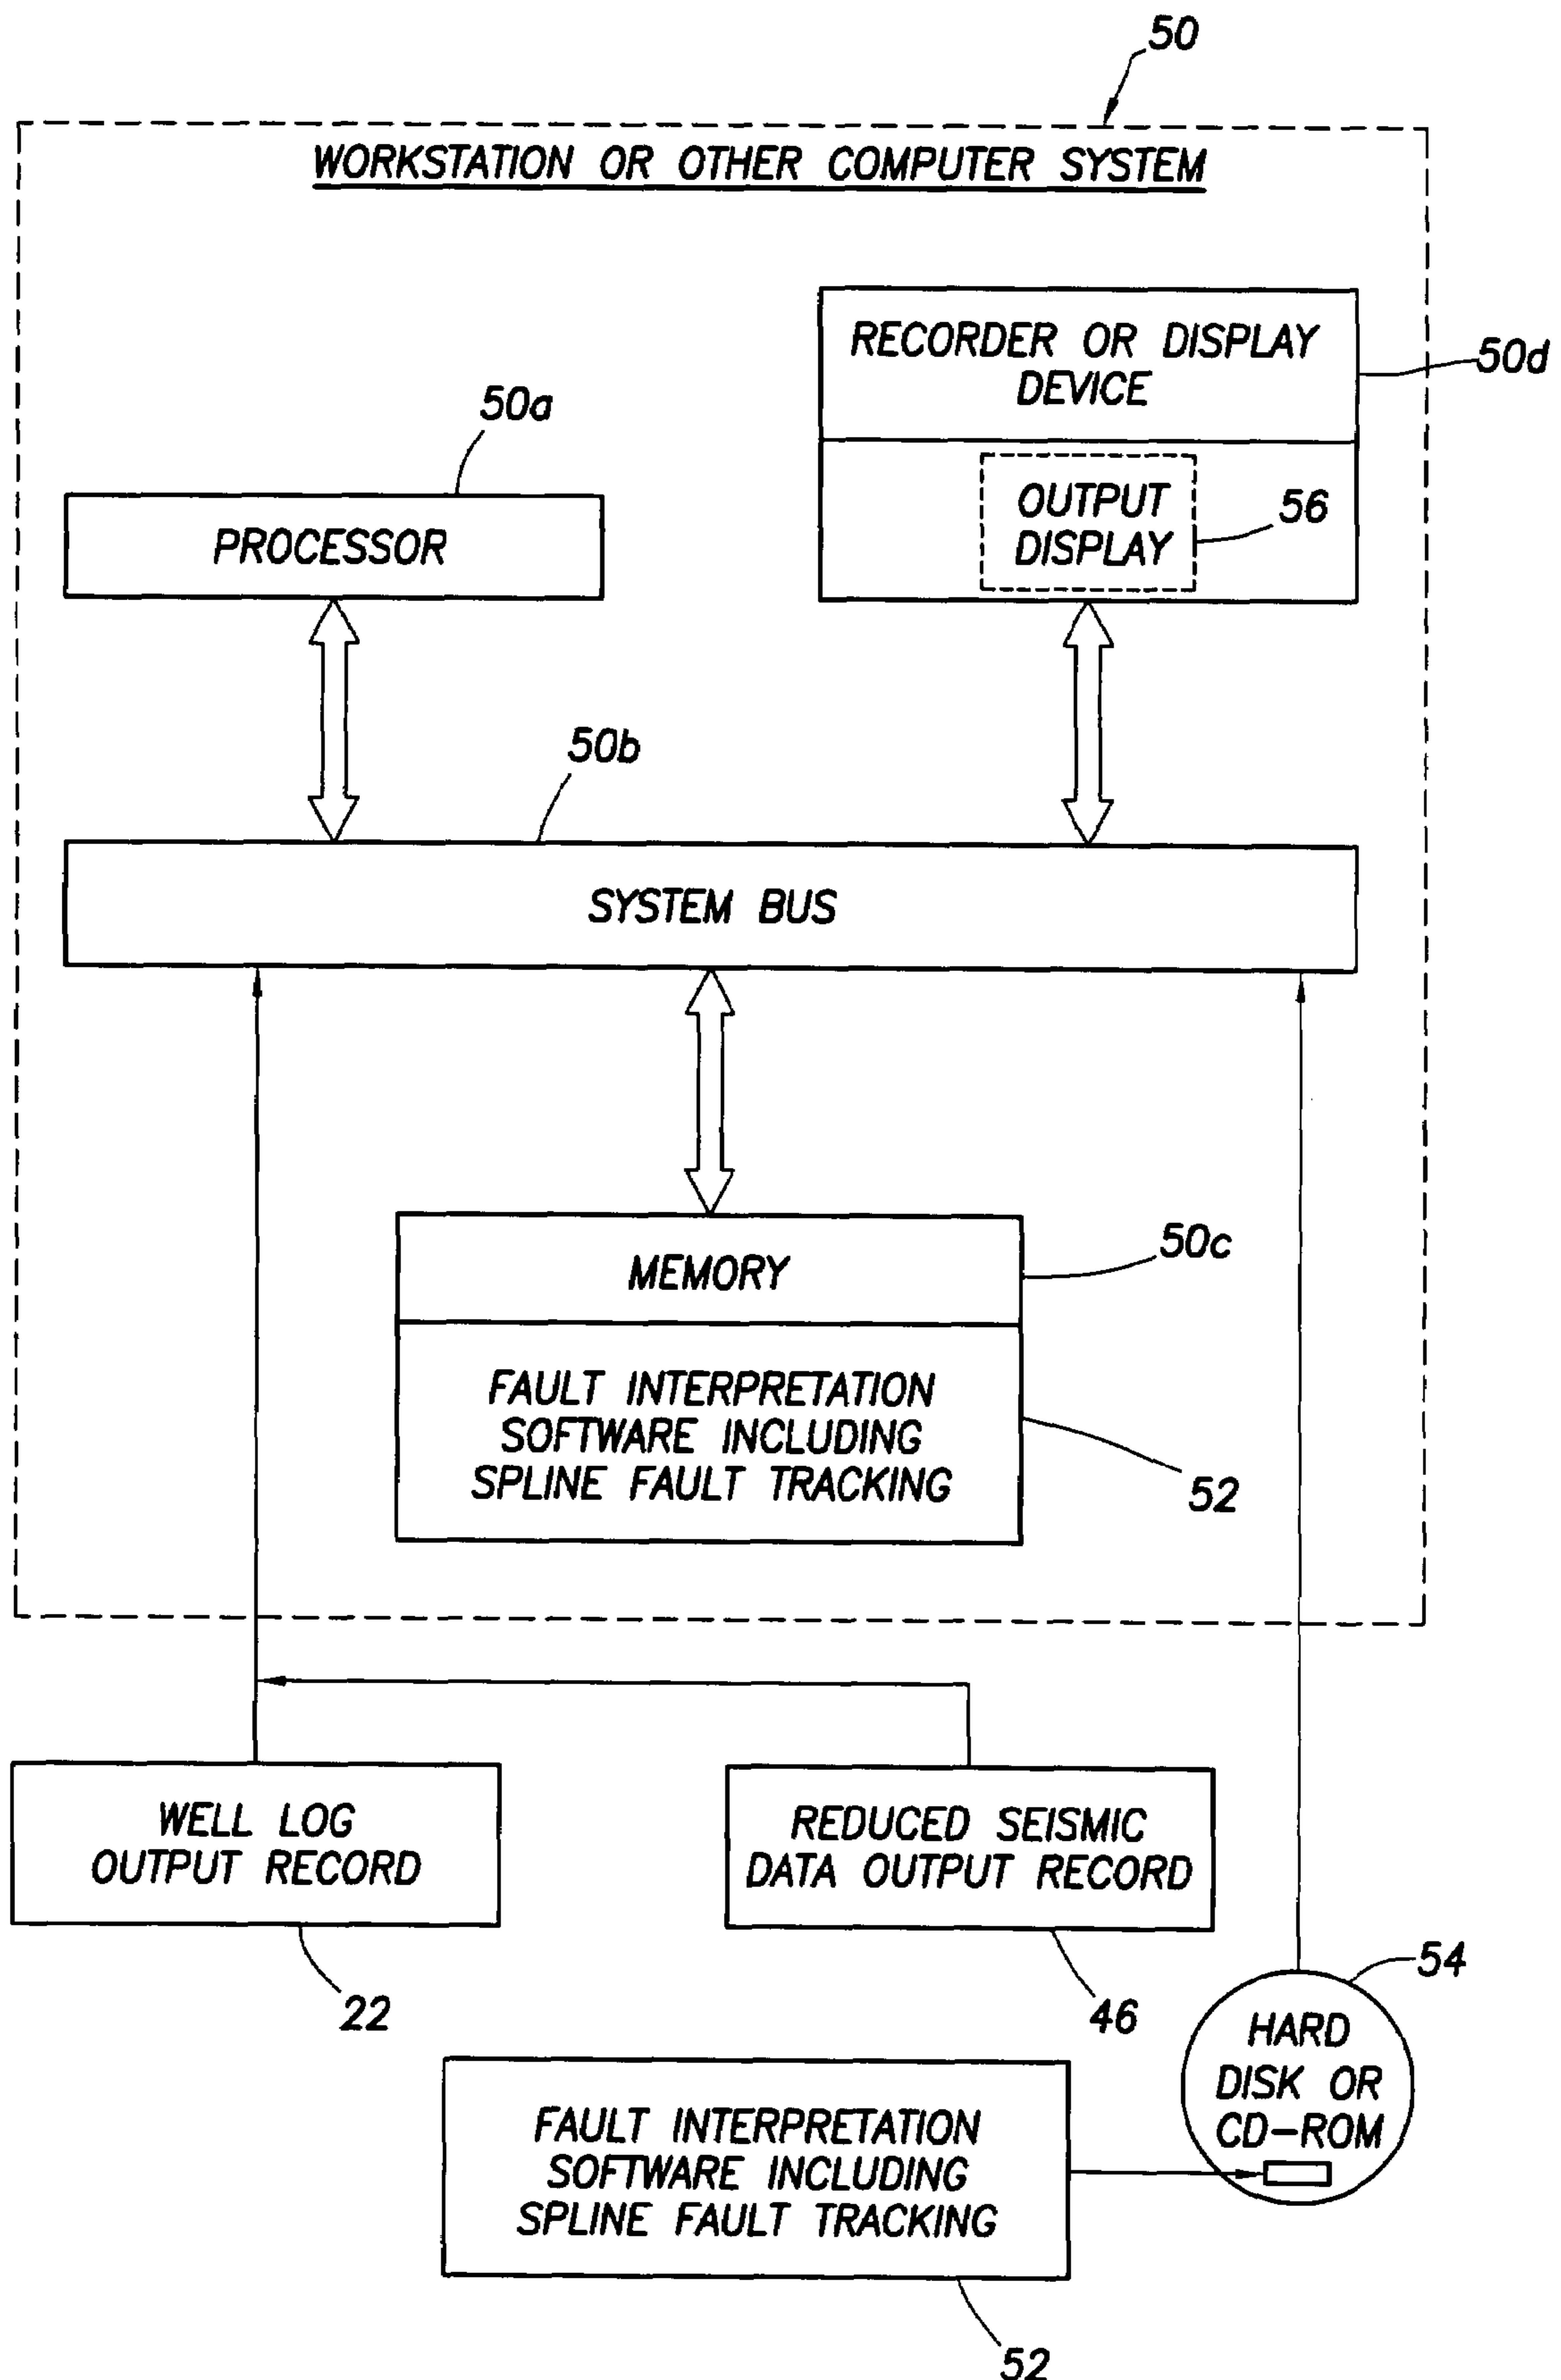 50
WORKSTATION OR OTHER COMPUTER SYSTEM
RECORDER OR DISPLAY
DEVICE
50d
50a
OUTPUT
DISPLAY
56
PROCESSOR
50b
SYSTEM BUS
MEMORY
50c
FAULT INTERPRETATION
SOFTWARE INCLUDING
SPLINE FAULT TRACKING
52
WELL LOG
OUTPUT RECORD
22
REDUCED SEISMIC
DATA OUTPUT RECORD
46
54
HARD
DISK OR
CD-ROM
FAULT INTERPRETATION
SOFTWARE INCLUDING
SPLINE FAULT TRACKING
52